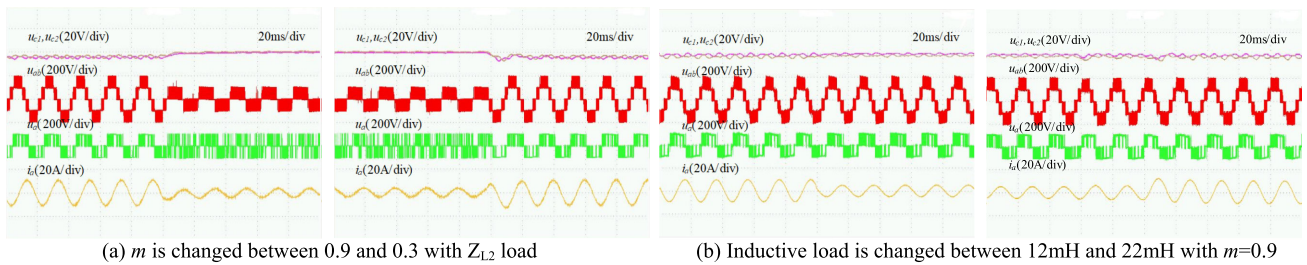 uc1,uc2(20V/div) 20ms/div
uab(200V/div)
ua(200V/div)
ia(20A/div)
uc1,uc2(20V/div) 20ms/div
uab(200V/div)
ua(200V/div)
ia(20A/div)
uc1,uc2(20V/div)
uab(200V/div)
ua(200V/div)
ia(20A/div)
uc1,uc2(20V/div) 20ms/div
uab(200V/div)
ua(200V/div)
ia(20A/div)
(a) m is changed between 0.9 and 0.3 with ZL2 load
(b) Inductive load is changed between 12mH and 22mH with m=0.9